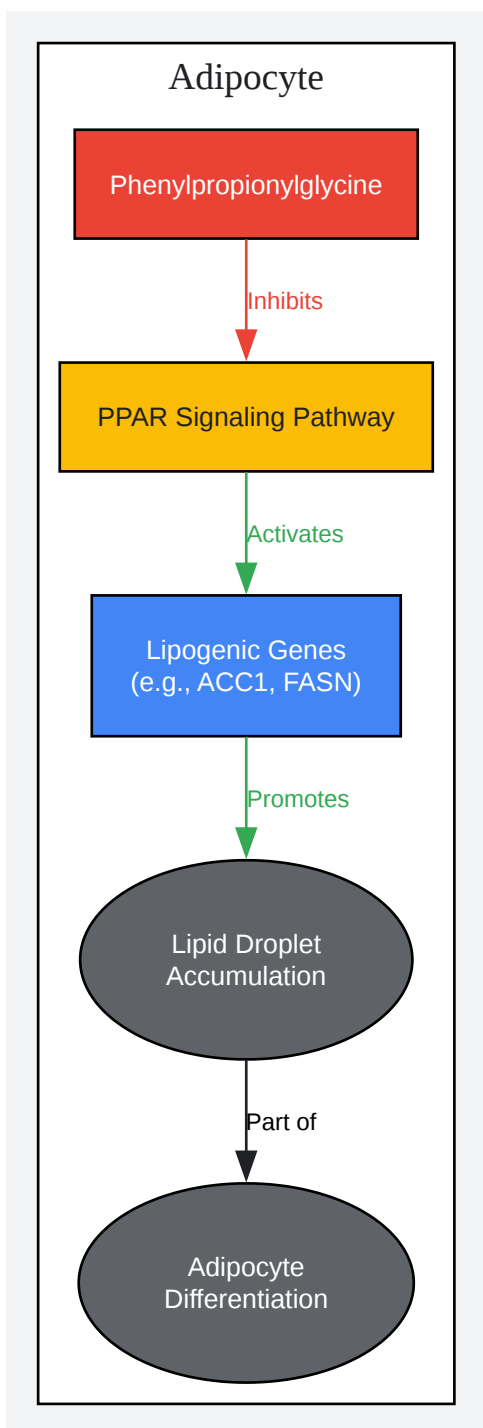 Adipocyte
Phenylpropionylglycine
Inhibits
PPAR Signaling Pathway
Activates
Lipogenic Genes
(e.g., ACC1, FASN)
Promotes
Lipid Droplet
Accumulation
Part of
Adipocyte
Differentiation